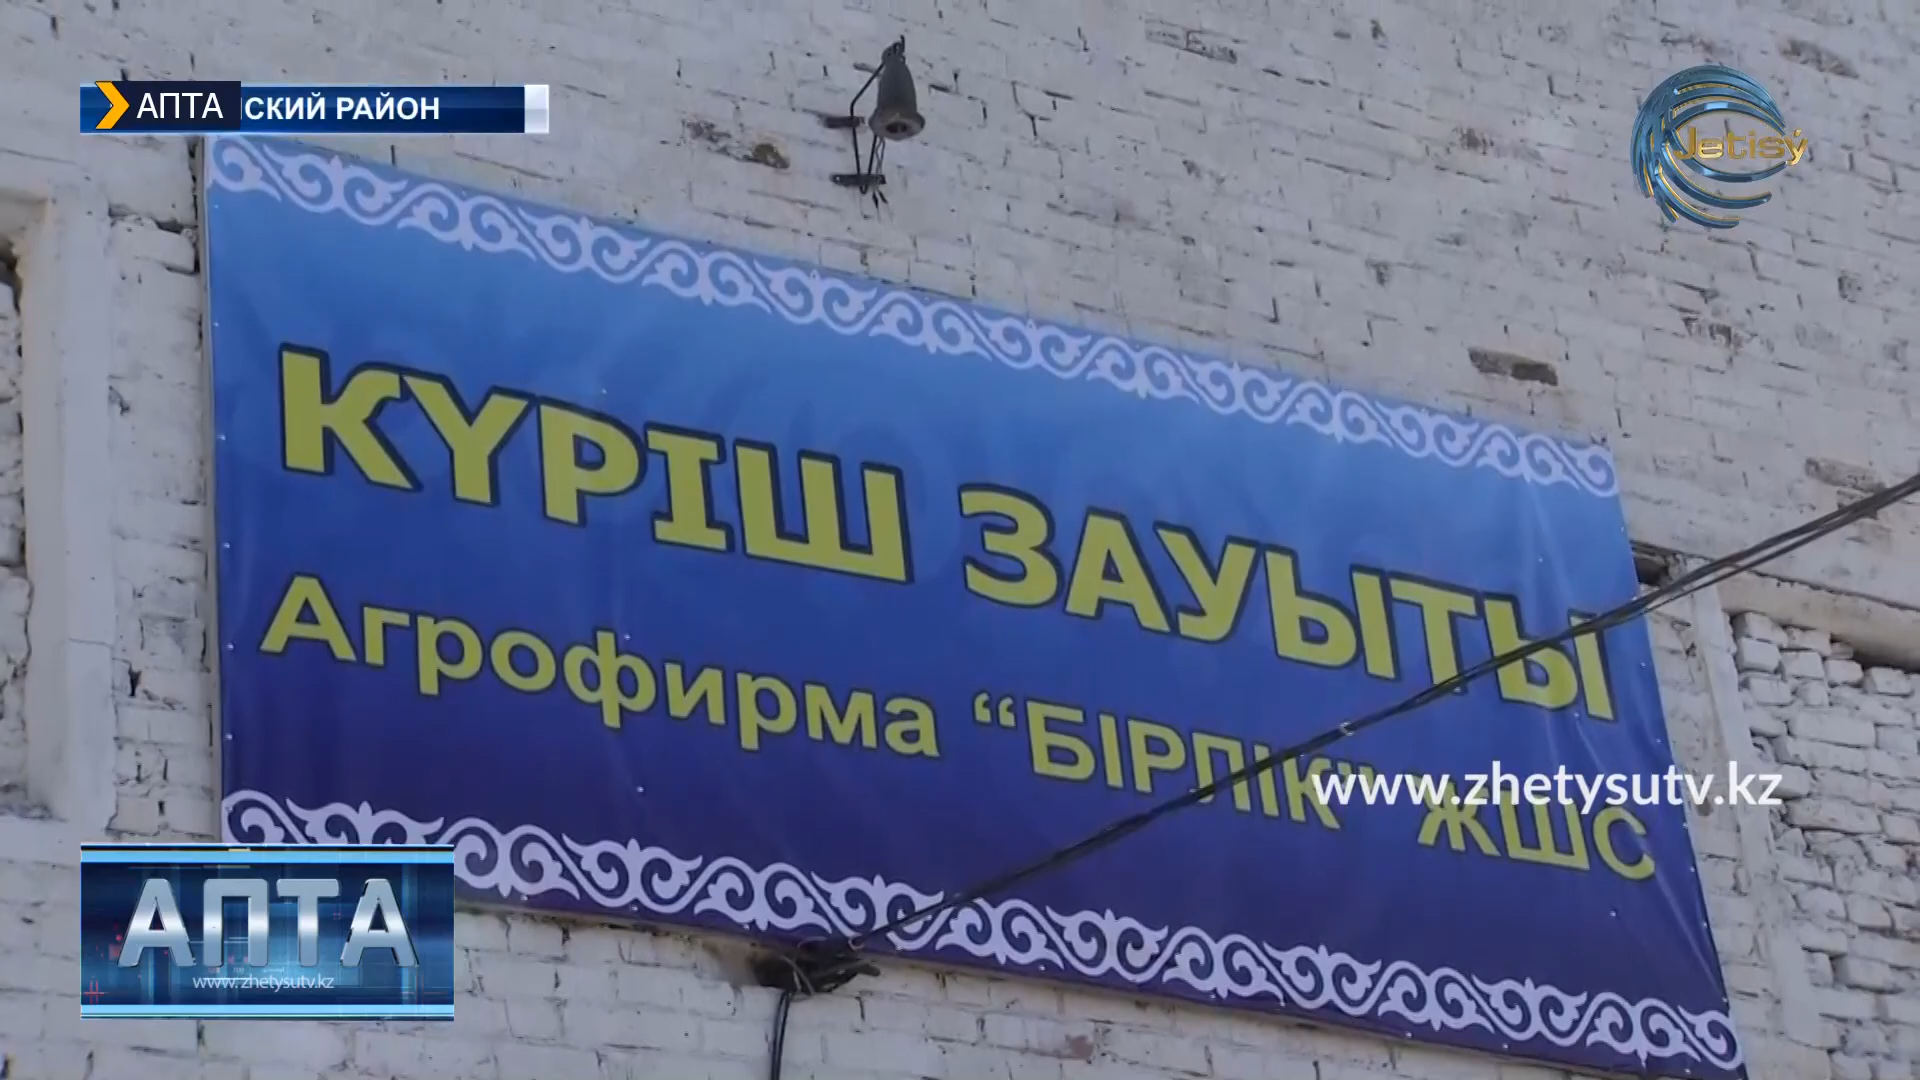 АПТА
СКИЙ РАЙОН
Jetisý
КҮРІШ ЗАУЫТЫ
Агрофирма “БІРЛІК” ЖШС
www.zhetysutv.kz
АПТА
www.zhetysutv.kz